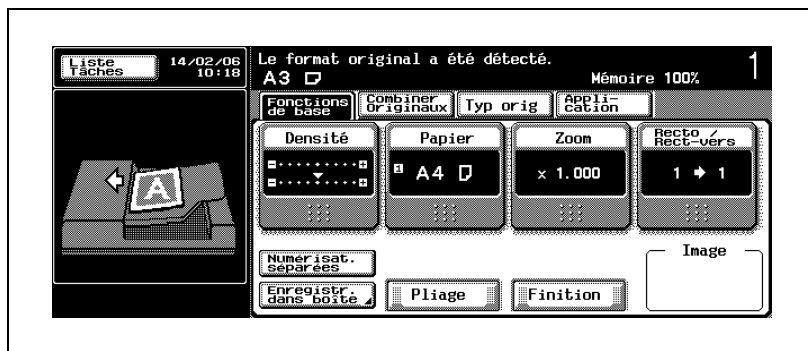 Liste
Tâches
14/02/06
10:18
Le format original a été détecté.
A3
Mémoire 100%
1
Fonctions
de base
Combiner
Originaux
Typ orig
Appli-
cation
Densité
Papier
Zoom
Recto /
Rect-vers
1 A4
x 1.000
1 ➔ 1
A
Numérisat.
séparées
Image
Enregistr.
dans boîte
Pliage
Finition